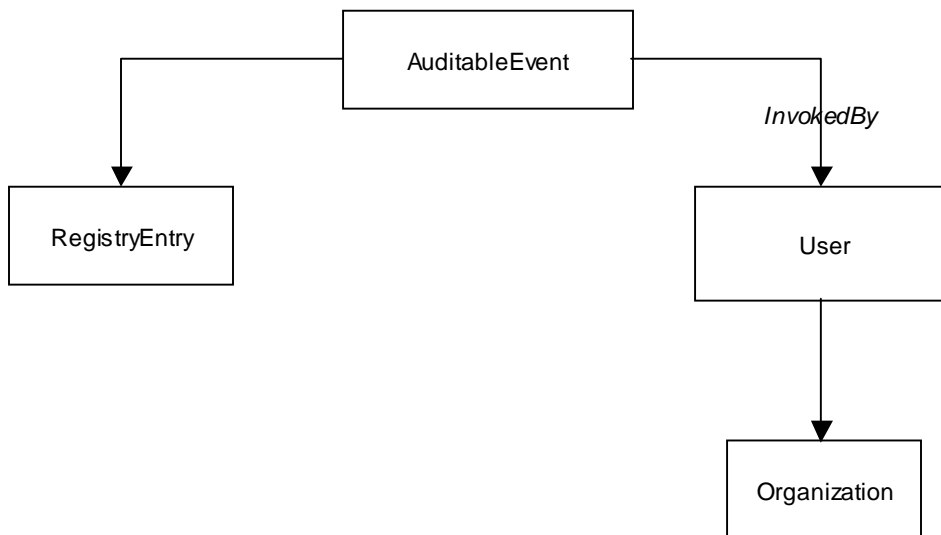 AuditableEvent
InvokedBy
RegistryEntry
User
Organization